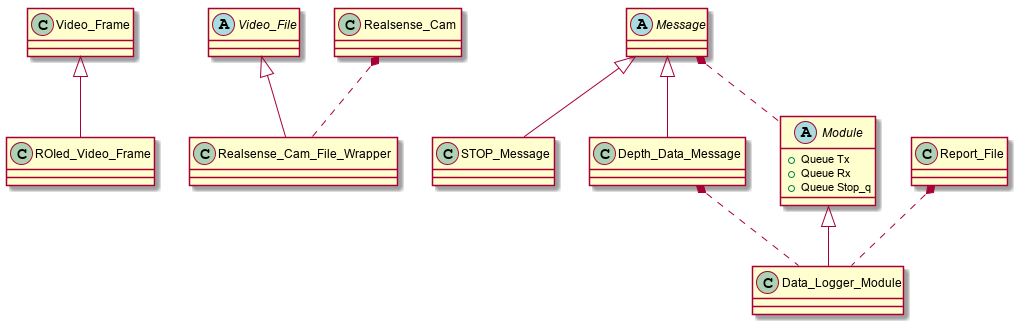 C Video_Frame
A Video_File
C Realsense_Cam
A Message
C ROIed_Video_Frame
C Realsense_Cam_File_Wrapper
C STOP_Message
C Depth_Data_Message
A Module
Queue Tx
Queue Rx
Queue Stop_q
C Report_File
C Data_Logger_Module